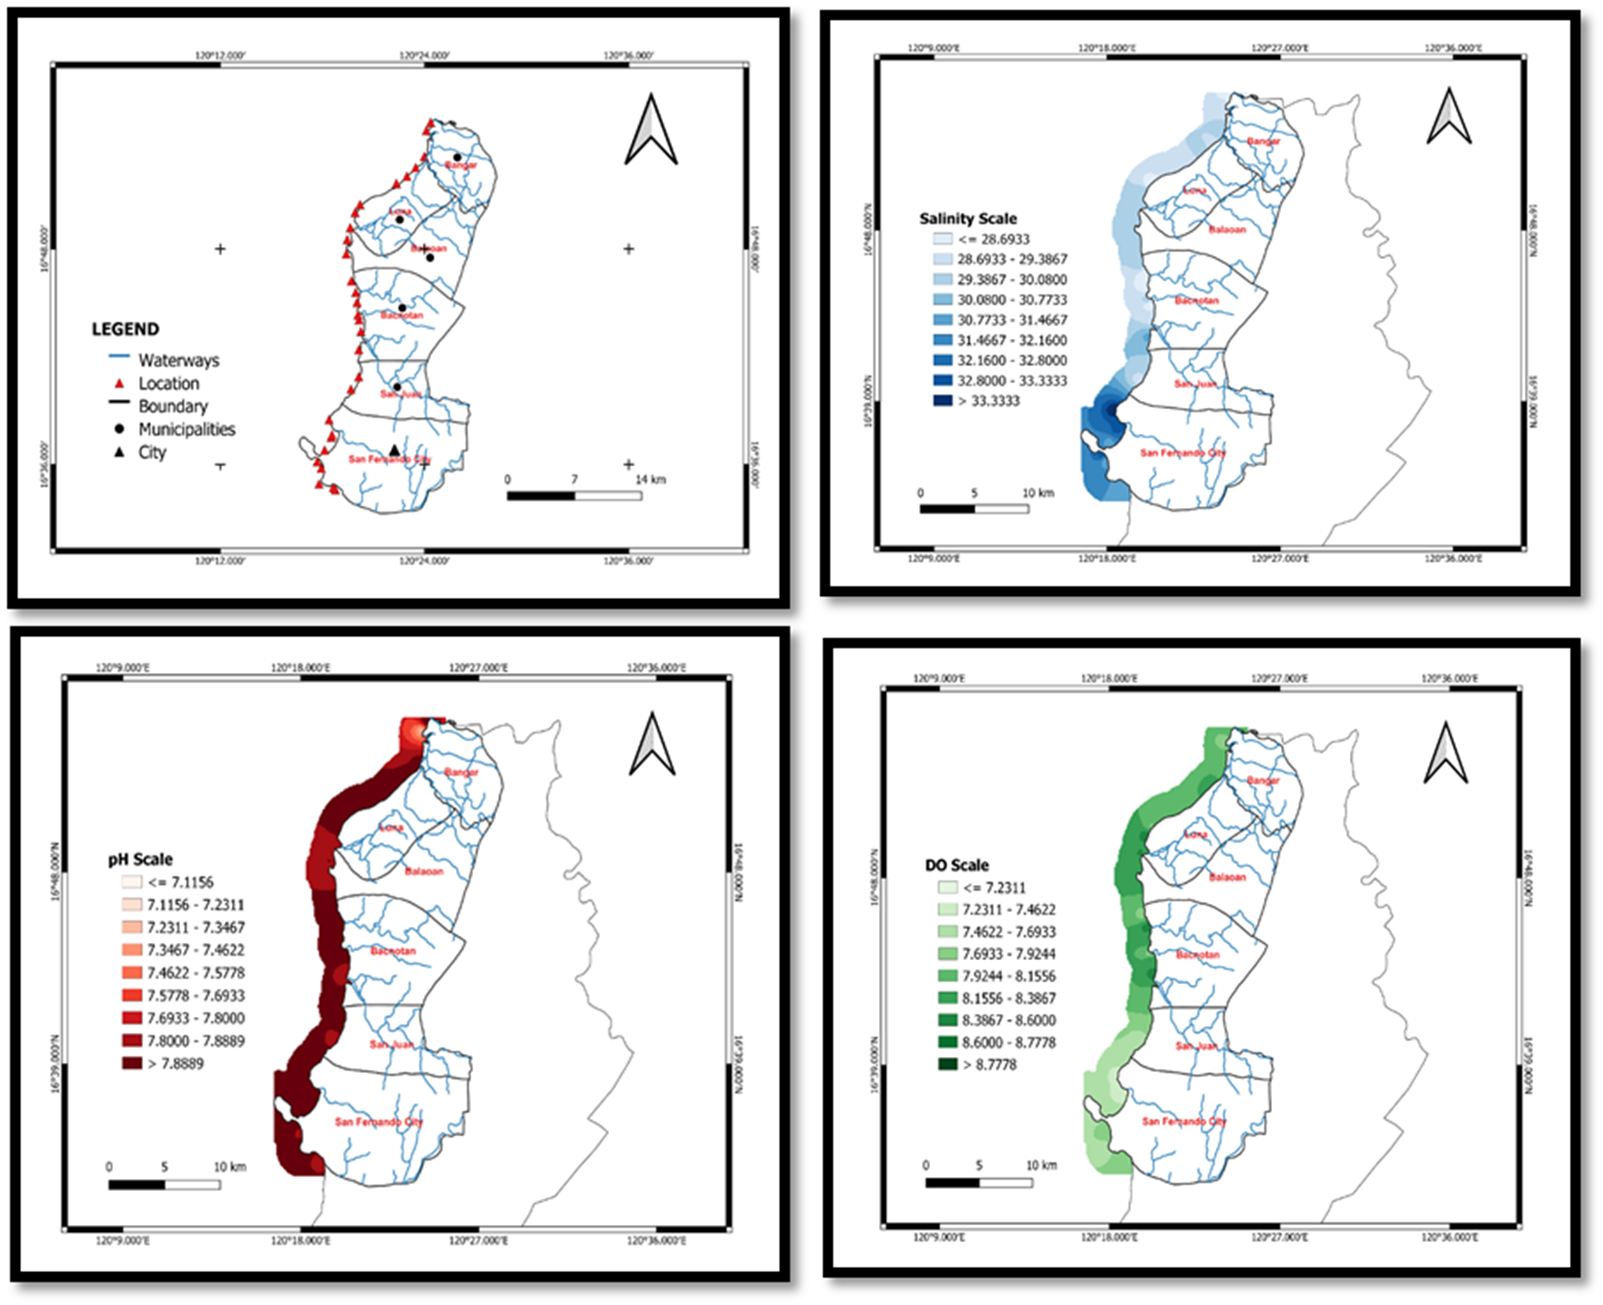 120°12.000' 120°24.000' 120°36.000'
Bangar
Luna
Balaoan
16°48.000' 16°48.000'
Bacnotan
LEGEND
Waterways
Location
Boundary
Municipalities
City
San Juan
San Fernando City
16°36.000' 16°36.000'
0 7 14 km
120°12.000' 120°24.000' 120°36.000'
120°9.000'E 120°18.000'E 120°27.000'E 120°36.000'E
Bangar
Luna
Balaoan
16°48.000'N 16°48.000'N
Salinity Scale
<= 28.6933
28.6933 - 29.3867
29.3867 - 30.0800
30.0800 - 30.7733
30.7733 - 31.4667
31.4667 - 32.1600
32.1600 - 32.8000
32.8000 - 33.3333
> 33.3333
Bacnotan
San Juan
16°39.000'N 16°39.000'N
San Fernando City
0 5 10 km
120°9.000'E 120°18.000'E 120°27.000'E 120°36.000'E
120°9.000'E 120°18.000'E 120°27.000'E 120°36.000'E
Bangar
Luna
Balaoan
16°48.000'N 16°48.000'N
pH Scale
<= 7.1156
7.1156 - 7.2311
7.2311 - 7.3467
7.3467 - 7.4622
7.4622 - 7.5778
7.5778 - 7.6933
7.6933 - 7.8000
7.8000 - 7.8889
> 7.8889
Bacnotan
San Juan
16°39.000'N 16°39.000'N
San Fernando City
0 5 10 km
120°9.000'E 120°18.000'E 120°27.000'E 120°36.000'E
120°9.000'E 120°18.000'E 120°27.000'E 120°36.000'E
Bangar
Luna
Balaoan
16°48.000'N 16°48.000'N
DO Scale
<= 7.2311
7.2311 - 7.4622
7.4622 - 7.6933
7.6933 - 7.9244
7.9244 - 8.1556
8.1556 - 8.3867
8.3867 - 8.6000
8.6000 - 8.7778
> 8.7778
Bacnotan
San Juan
16°39.000'N 16°39.000'N
San Fernando City
0 5 10 km
120°9.000'E 120°18.000'E 120°27.000'E 120°36.000'E